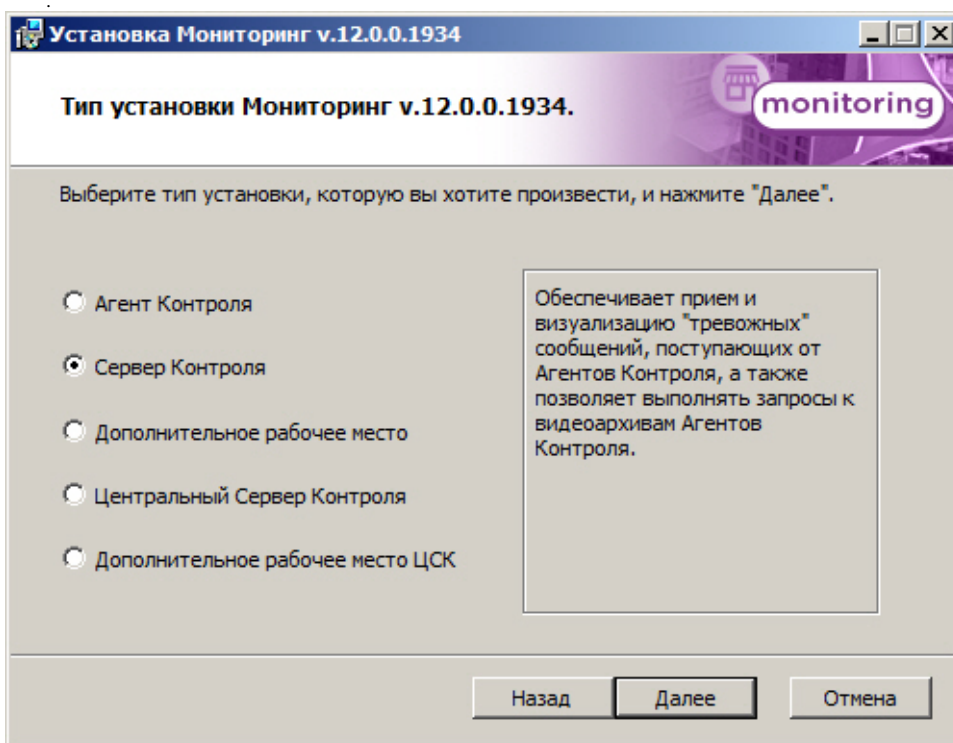 Установка Мониторинг v.12.0.0.1934
Тип установки Мониторинг v.12.0.0.1934.
monitoring
Выберите тип установки, которую вы хотите произвести, и нажмите "Далее".
Агент Контроля
Сервер Контроля
Дополнительное рабочее место
Центральный Сервер Контроля
Дополнительное рабочее место ЦСК
Обеспечивает прием и
визуализацию "тревожных"
сообщений, поступающих от
Агентов Контроля, а также
позволяет выполнять запросы к
видеоархивам Агентов
Контроля.
Назад
Далее
Отмена